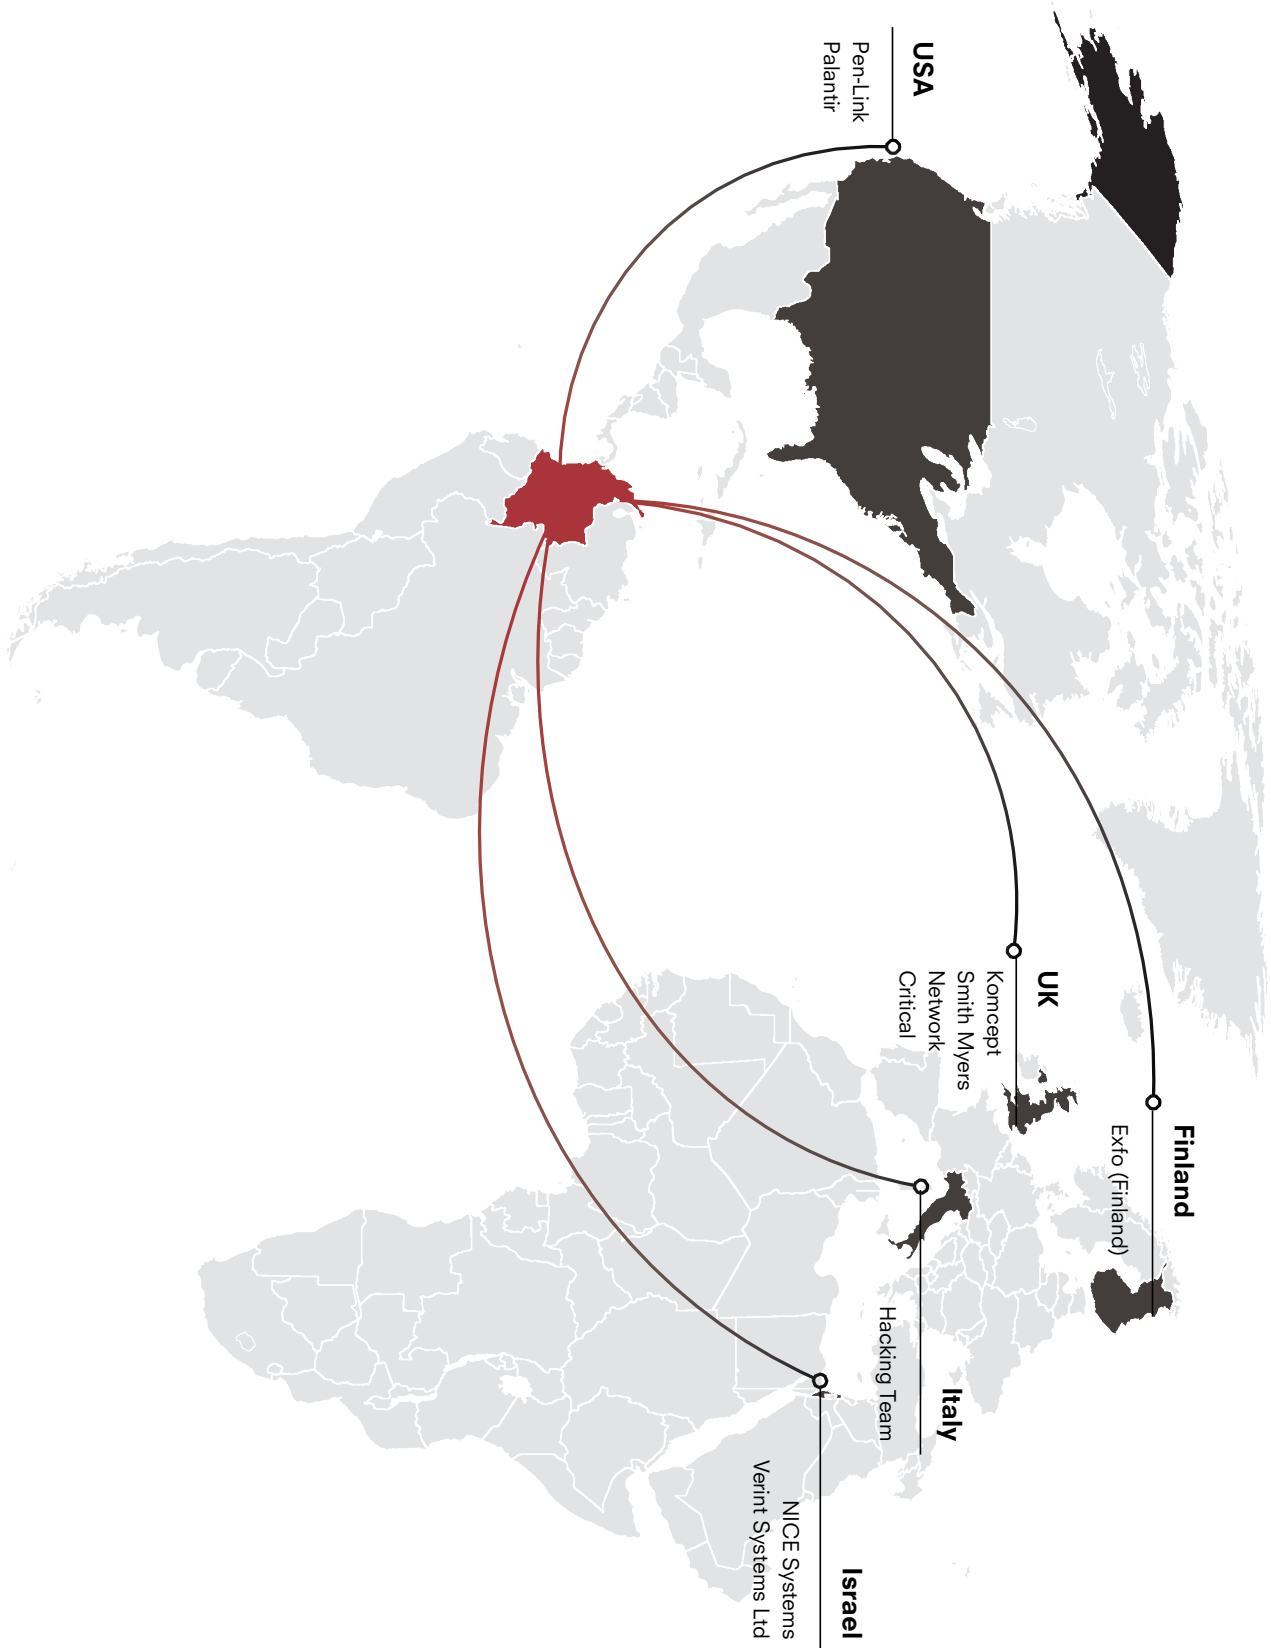 USA
Pen-Link
Palantir
UK
Komcept
Smith Myers
Network
Critical
Finland
Exfo (Finland)
Italy
Hacking Team
Israel
NICE Systems
Verint Systems Ltd